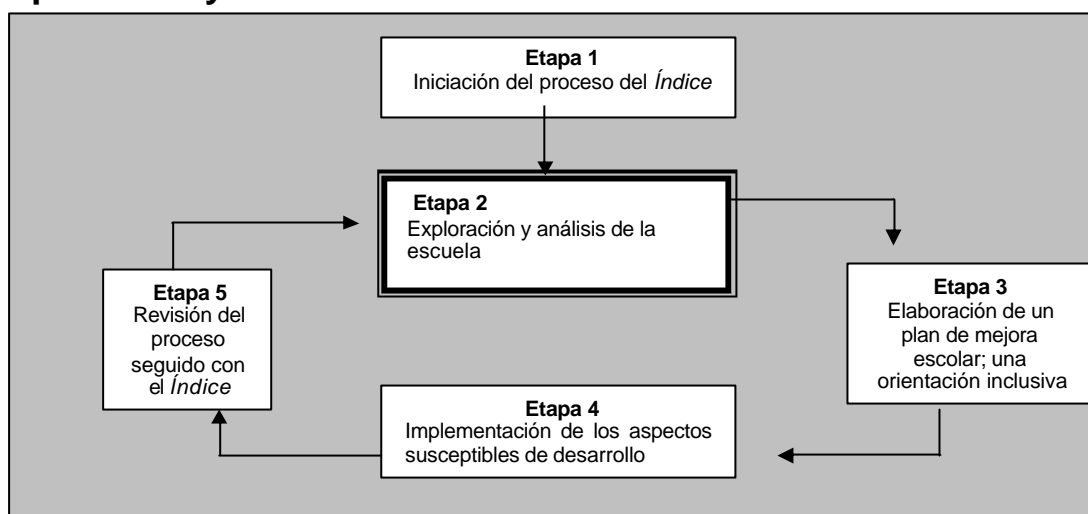 Etapa 1
Iniciación del proceso del Índice
Etapa 2
Exploración y análisis de la
escuela
Etapa 3
Elaboración de un
plan de mejora
escolar; una
orientación inclusiva
Etapa 4
Implementación de los aspectos
susceptibles de desarrollo
Etapa 5
Revisión del
proceso
seguido con
el Índice